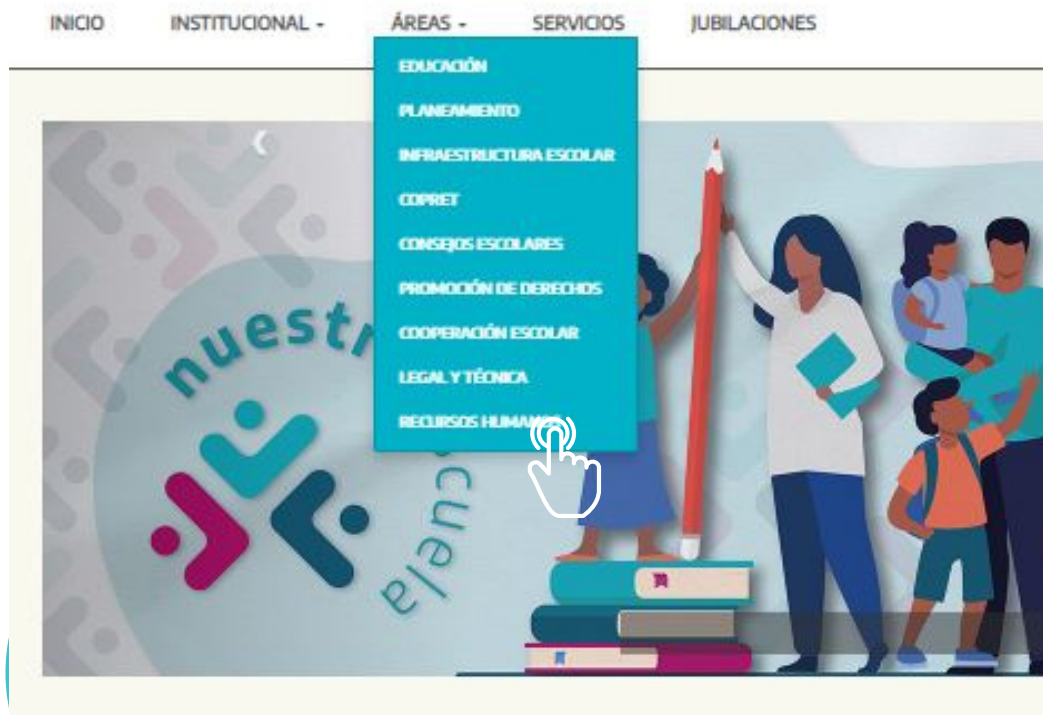 INICIO INSTITUCIONAL ÁREAS SERVICIOS JUBILACIONES
EDUCACIÓN
PLANEAMIENTO
INFRAESTRUCTURA ESCOLAR
COPRET
CONSEJOS ESCOLARES
PROMOCIÓN DE DERECHOS
COOPERACIÓN ESCOLAR
LEGAL Y TÉCNICA
RECURSOS HUMANOS
nuestr
cuela